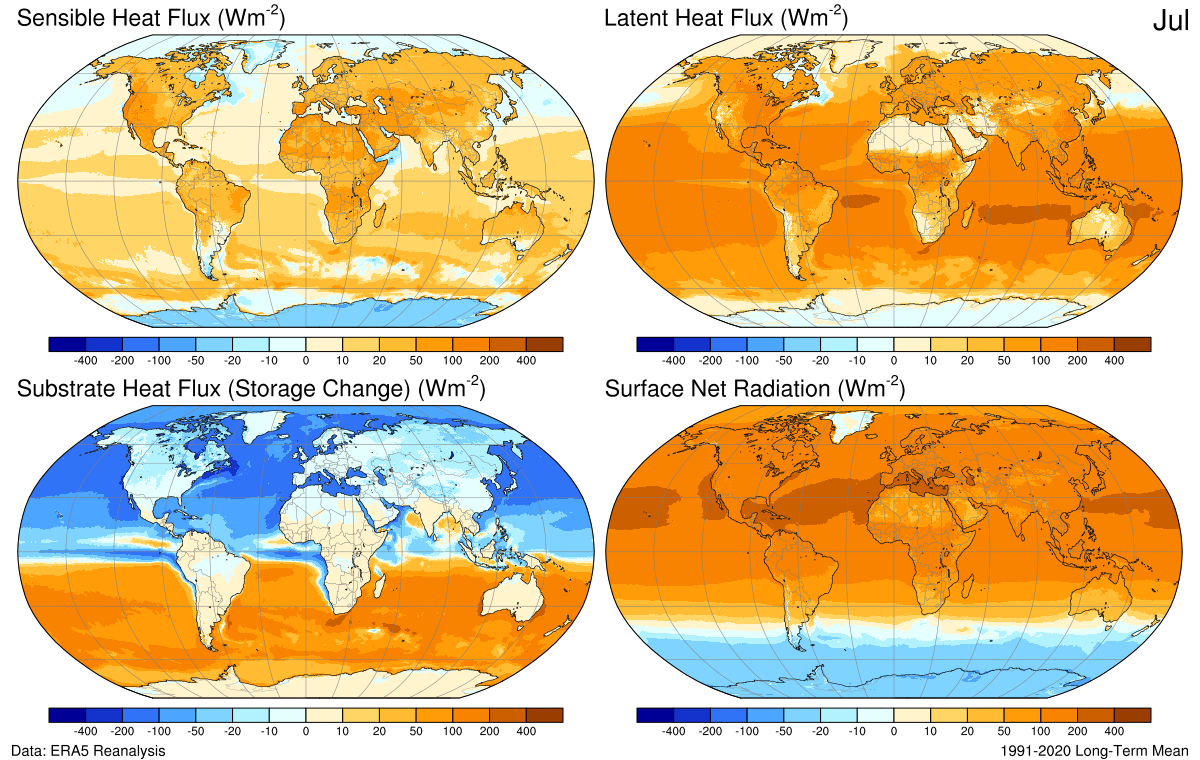 Sensible Heat Flux (Wm-2)
Latent Heat Flux (Wm-2)
Jul
-400 -200 -100 -50 -20 -10 0 10 20 50 100 200 400
-400 -200 -100 -50 -20 -10 0 10 20 50 100 200 400
Substrate Heat Flux (Storage Change) (Wm-2)
Surface Net Radiation (Wm-2)
-400 -200 -100 -50 -20 -10 0 10 20 50 100 200 400
-400 -200 -100 -50 -20 -10 0 10 20 50 100 200 400
Data: ERA5 Reanalysis
1991-2020 Long-Term Mean